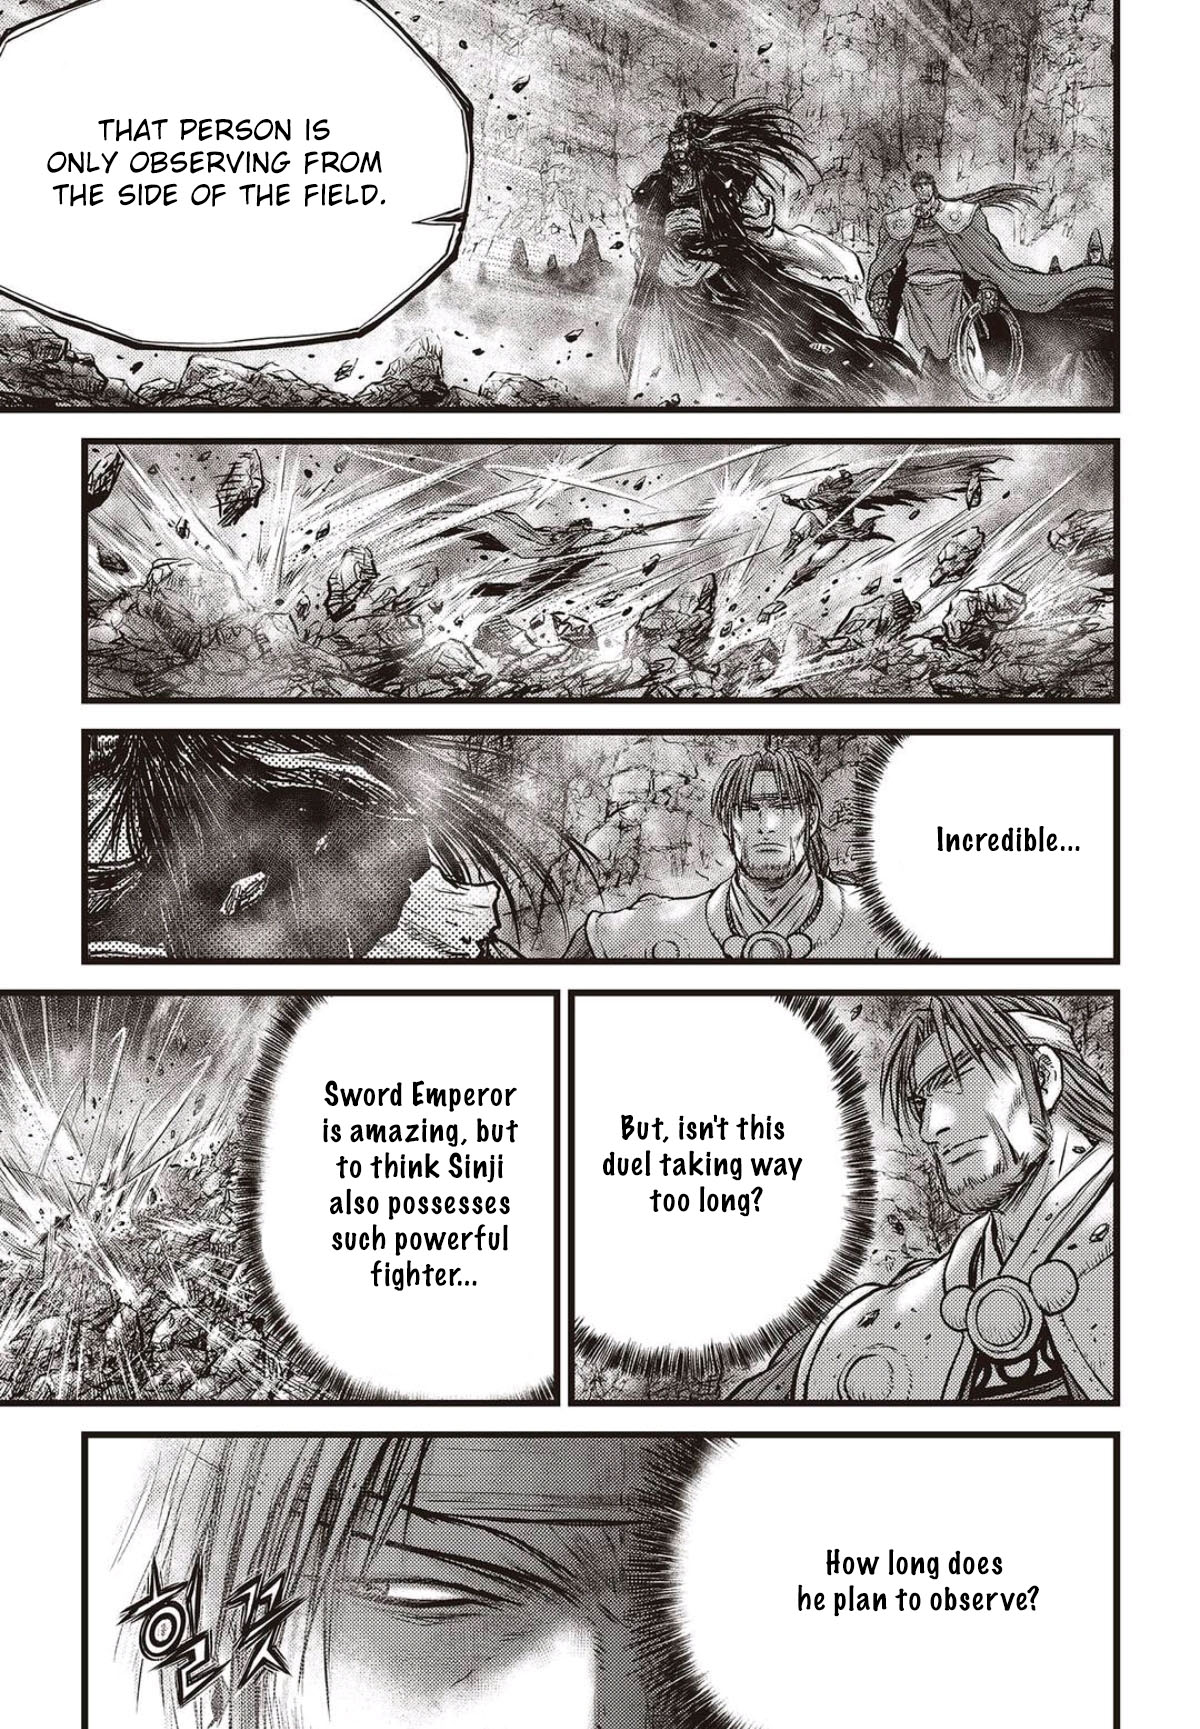 THAT PERSON IS
ONLY OBSERVING FROM
THE SIDE OF THE FIELD.
Incredible...
But, isn't this
duel taking way
too long?
Sword Emperor
is amazing, but
to think Sinji
also possesses
such powerful
fighter...
How long does
he plan to observe?
힐끗